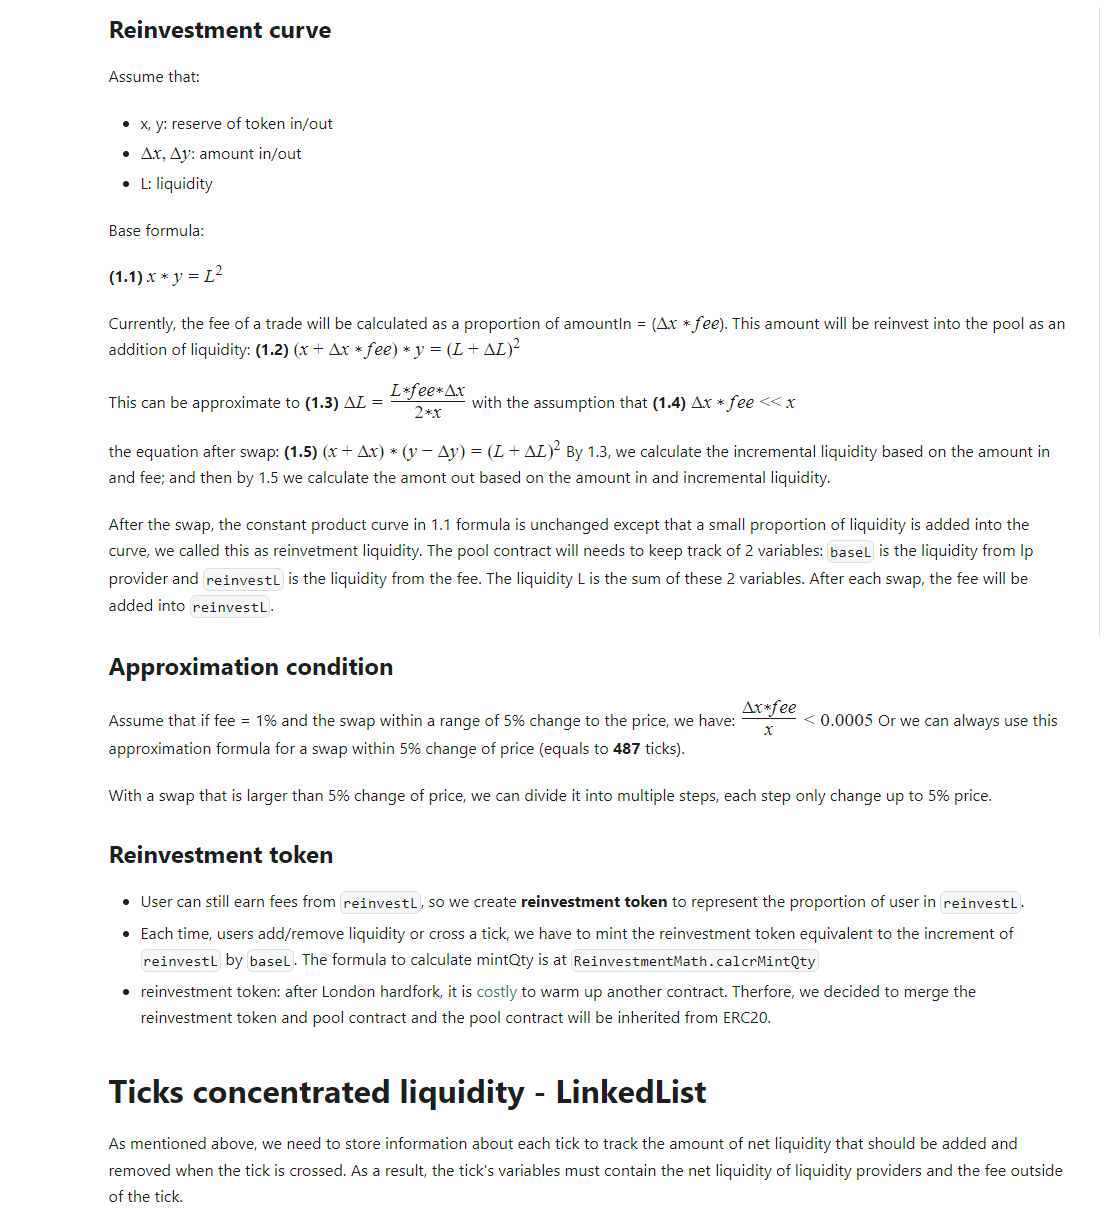 Reinvestment curve
Assume that:
• x, y: reserve of token in/out
• Δx, Δy: amount in/out
• L: liquidity
Base formula:
(1.1) x ∗ y = L²
Currently, the fee of a trade will be calculated as a proportion of amountIn = (Δx ∗ fee). This amount will be reinvest into the pool as an
addition of liquidity: (1.2) (x + Δx ∗ fee) ∗ y = (L + ΔL)²
This can be approximate to (1.3) ΔL = L∗fee∗Δx / 2∗x with the assumption that (1.4) Δx ∗ fee << x
the equation after swap: (1.5) (x + Δx) ∗ (y − Δy) = (L + ΔL)² By 1.3, we calculate the incremental liquidity based on the amount in
and fee; and then by 1.5 we calculate the amont out based on the amount in and incremental liquidity.
After the swap, the constant product curve in 1.1 formula is unchanged except that a small proportion of liquidity is added into the
curve, we called this as reinvetment liquidity. The pool contract will needs to keep track of 2 variables: baseL is the liquidity from lp
provider and reinvestL is the liquidity from the fee. The liquidity L is the sum of these 2 variables. After each swap, the fee will be
added into reinvestL.
Approximation condition
Assume that if fee = 1% and the swap within a range of 5% change to the price, we have: Δx∗fee / x < 0.0005 Or we can always use this
approximation formula for a swap within 5% change of price (equals to 487 ticks).
With a swap that is larger than 5% change of price, we can divide it into multiple steps, each step only change up to 5% price.
Reinvestment token
• User can still earn fees from reinvestL, so we create reinvestment token to represent the proportion of user in reinvestL.
• Each time, users add/remove liquidity or cross a tick, we have to mint the reinvestment token equivalent to the increment of
reinvestL by baseL. The formula to calculate mintQty is at ReinvestmentMath.calcrMintQty
• reinvestment token: after London hardfork, it is costly to warm up another contract. Therfore, we decided to merge the
reinvestment token and pool contract and the pool contract will be inherited from ERC20.
Ticks concentrated liquidity - LinkedList
As mentioned above, we need to store information about each tick to track the amount of net liquidity that should be added and
removed when the tick is crossed. As a result, the tick's variables must contain the net liquidity of liquidity providers and the fee outside
of the tick.